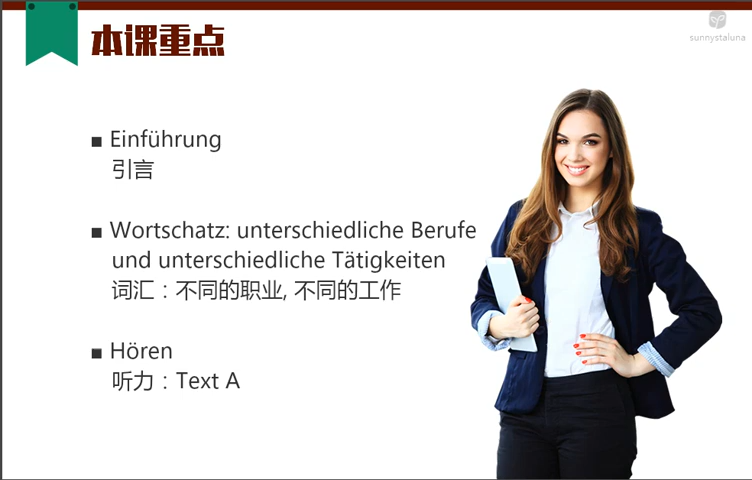 本课重点
sunnystaluna
■ Einführung
引言
■ Wortschatz: unterschiedliche Berufe
und unterschiedliche Tätigkeiten
词汇：不同的职业, 不同的工作
■ Hören
听力：Text A